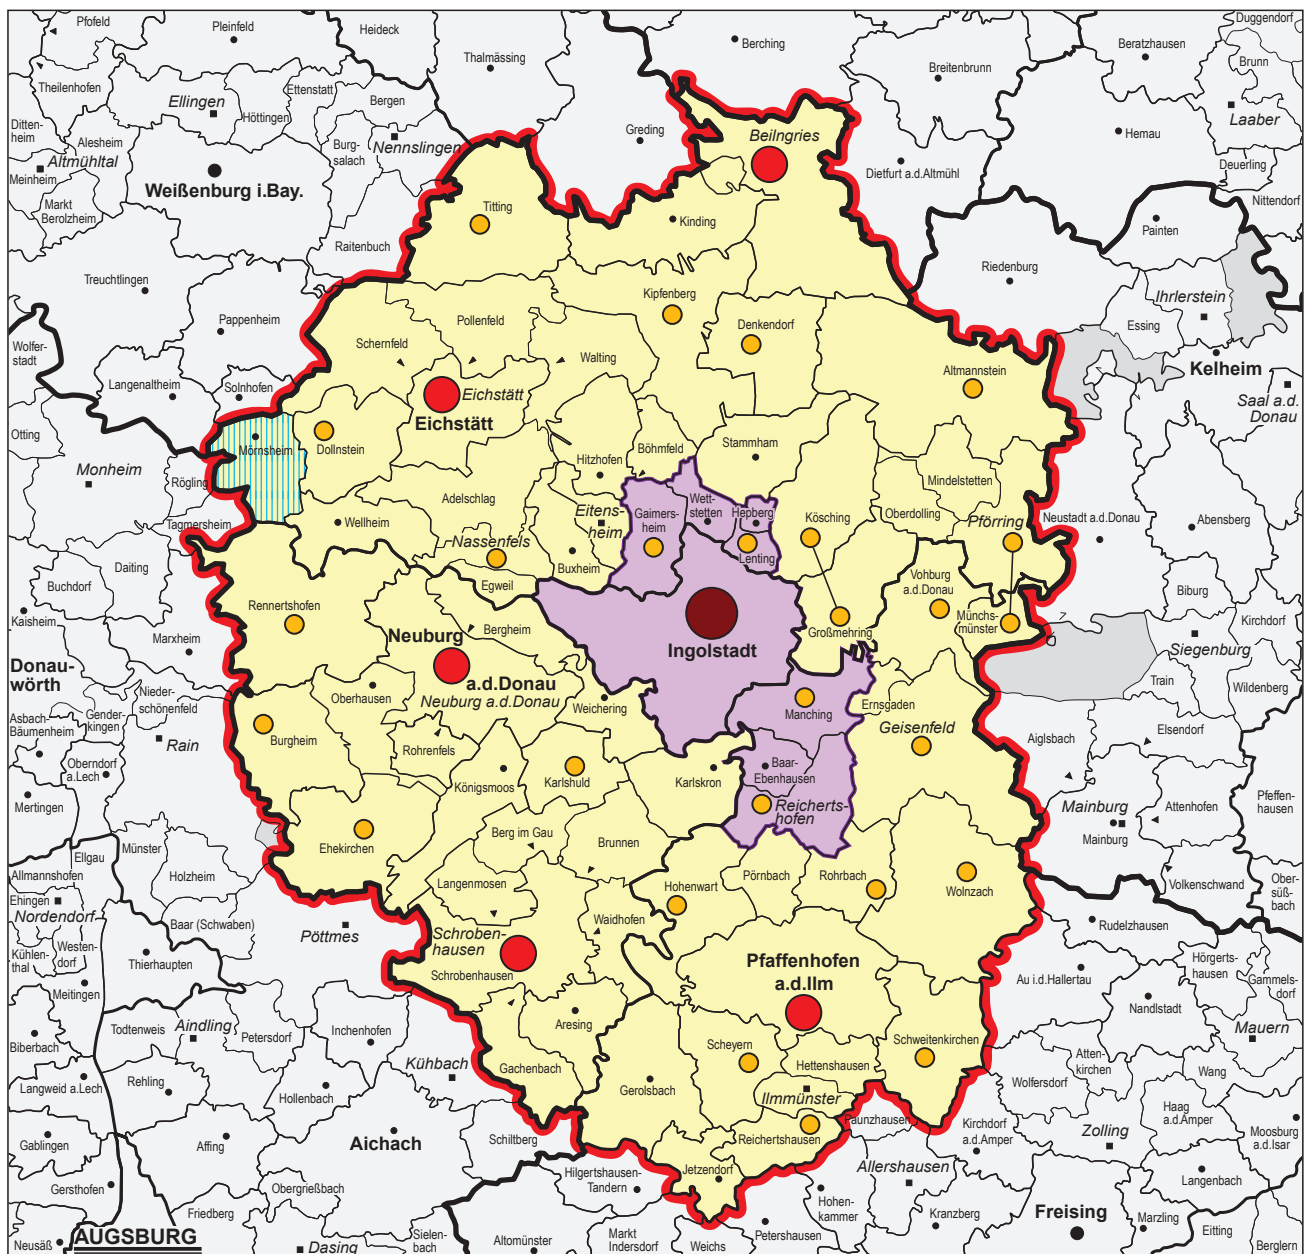 Pfofeld
Pleinfeld
Heideck
Thalmässing
Berching
Breitenbrunn
Beratzhausen
Duggendorf
Brunn
Theilenhofen
Ellingen
Ettenstatt
Bergen
Höttingen
Nennslingen
Burg-
salach
Greding
Beilngries
Hemau
Laaber
Ditten-
heim
Alesheim
Altmühltal
Meinheim
Weißenburg i.Bay.
Markt
Berolzheim
Dietfurt a.d.Altmühl
Deuerling
Nittendorf
Titting
Kinding
Painten
Raitenbuch
Treuchtlingen
Riedenburg
Kipfenberg
Ihrlerstein
Essing
Pappenheim
Pollenfeld
Denkendorf
Wolfer-
stadt
Schernfeld
Walting
Kelheim
Langenaltheim
Solnhofen
Eichstätt
Eichstätt
Altmannstein
Saal a.d.
Donau
Otting
Mörnsheim
Dollnstein
Böhmfeld
Stammham
Monheim
Hitzhofen
Rögling
Mindelstetten
Adelschlag
Eitens-
heim
Gaimers-
heim
Wett-
stetten
Hepberg
Kösching
Oberdolling
Pförring
Neustadt a.d.Donau
Abensberg
Tagmersheim
Wellheim
Nassenfels
Lenting
Buxheim
Daiting
Buchdorf
Egweil
Vohburg
a.d.Donau
Biburg
Kaisheim
Rennertshofen
Münchs-
münster
Kirchdorf
Marxheim
Neuburg
a.d.Donau
Bergheim
Großmehring
Siegenburg
Ingolstadt
Donau-
wörth
Neuburg a.d.Donau
Nieder-
schönenfeld
Oberhausen
Weichering
Manching
Ernsgaden
Train
Wildenberg
Asbach-
Bäumenheim
Gender-
kingen
Rain
Burgheim
Rohrenfels
Geisenfeld
Elsendorf
Oberndorf
a.Lech
Königsmoos
Karlshuld
Karlskron
Baar-
Ebenhausen
Aiglsbach
Mertingen
Reicherts-
hofen
Mainburg
Mainburg
Attenhofen
Pfeffen-
hausen
Ehekirchen
Berg im Gau
Brunnen
Ellgau
Münster
Allmannshofen
Holzheim
Langenmosen
Hohenwart
Pörnbach
Rohrbach
Wolnzach
Volkenschwand
Ober-
süß-
bach
Ehingen
Nordendorf
Baar (Schwaben)
Waidhofen
Pöttmes
Schroben-
hausen
Rudelzhausen
Kühlen-
thal
Westen-
dorf
Thierhaupten
Schrobenhausen
Pfaffenhofen
a.d.Ilm
Hörgerts-
hausen
Au i.d.Hallertau
Gammels-
dorf
Meitingen
Nandlstadt
Todtenweis
Aindling
Petersdorf
Inchenhofen
Aresing
Mauern
Biberbach
Scheyern
Schweitenkirchen
Kühbach
Gachenbach
Hettenshausen
Atten-
kirchen
Wang
Langweid a.Lech
Rehling
Hollenbach
Gerolsbach
Ilmmünster
Wolfersdorf
Haag
a.d.Amper
Aichach
Schiltberg
Reichertshausen
Paunzhausen
Kirchdorf
a.d.Amper
Zolling
Moosburg
a.d.Isar
Gablingen
Affing
Jetzendorf
Allershausen
Gersthofen
Obergrießbach
Hilgertshausen-
Tandern
Langenbach
Friedberg
Hohen-
kammer
Kranzberg
Freising
Marzling
Eitting
AUGSBURG
Neusäß
Dasing
Sielen-
bach
Altomünster
Markt
Indersdorf
Weichs
Petershausen
Berglern